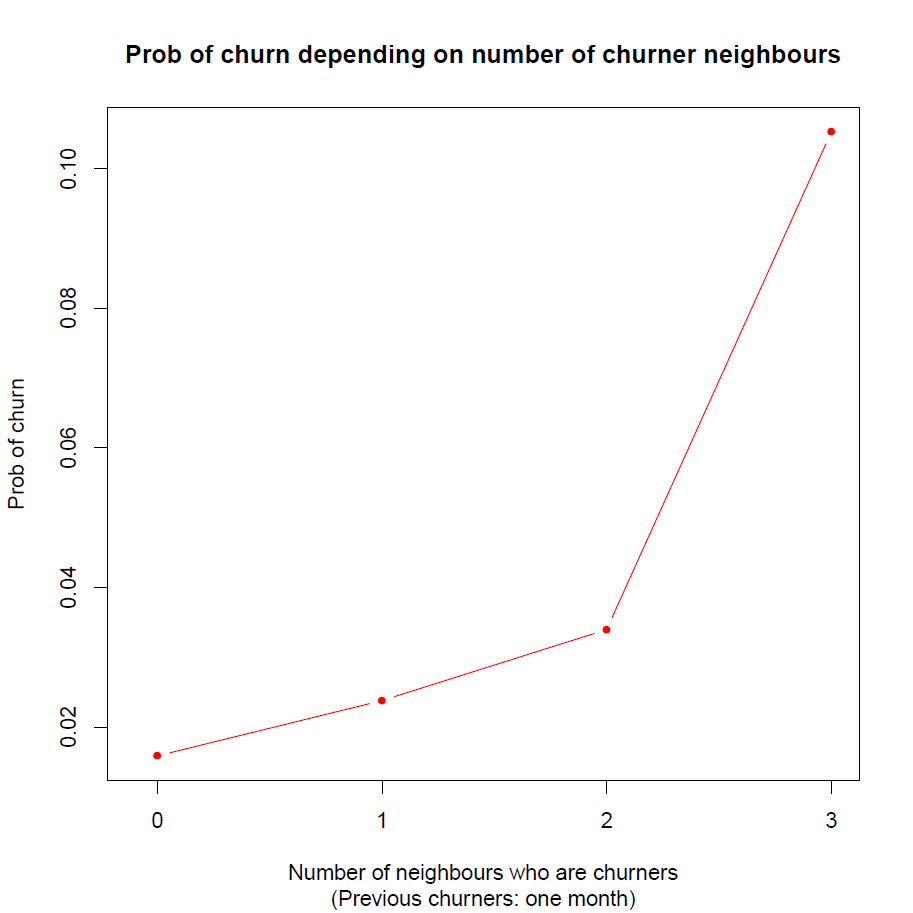 Prob of churn depending on number of churner neighbours
Prob of churn
0.10
0.08
0.06
0.04
0.02
0 1 2 3
Number of neighbours who are churners
(Previous churners: one month)